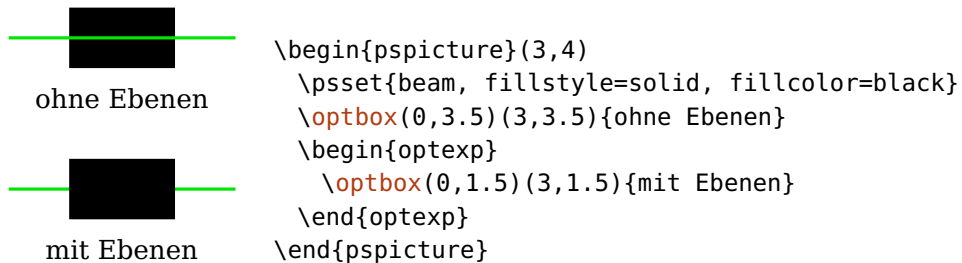 ohne Ebenen
mit Ebenen
\begin{pspicture}(3,4)
  \psset{beam, fillstyle=solid, fillcolor=black}
  \optbox(0,3.5)(3,3.5){ohne Ebenen}
  \begin{optexp}
    \optbox(0,1.5)(3,1.5){mit Ebenen}
  \end{optexp}
\end{pspicture}